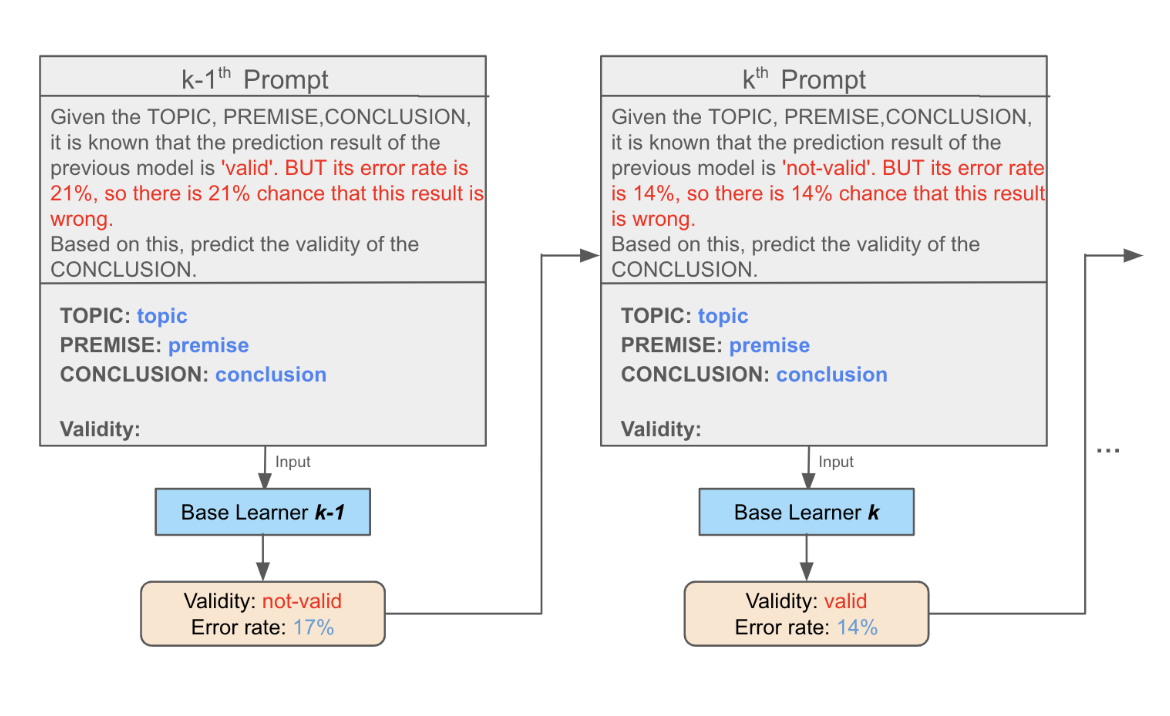 k-1th Prompt
Given the TOPIC, PREMISE,CONCLUSION,
it is known that the prediction result of the
previous model is 'valid'. BUT its error rate is
21%, so there is 21% chance that this result is
wrong.
Based on this, predict the validity of the
CONCLUSION.
TOPIC: topic
PREMISE: premise
CONCLUSION: conclusion
Validity:
Input
Base Learner k-1
Validity: not-valid
Error rate: 17%
kth Prompt
Given the TOPIC, PREMISE,CONCLUSION,
it is known that the prediction result of the
previous model is 'not-valid'. BUT its error rate
is 14%, so there is 14% chance that this result
is wrong.
Based on this, predict the validity of the
CONCLUSION.
TOPIC: topic
PREMISE: premise
CONCLUSION: conclusion
Validity:
Input
Base Learner k
Validity: valid
Error rate: 14%
...